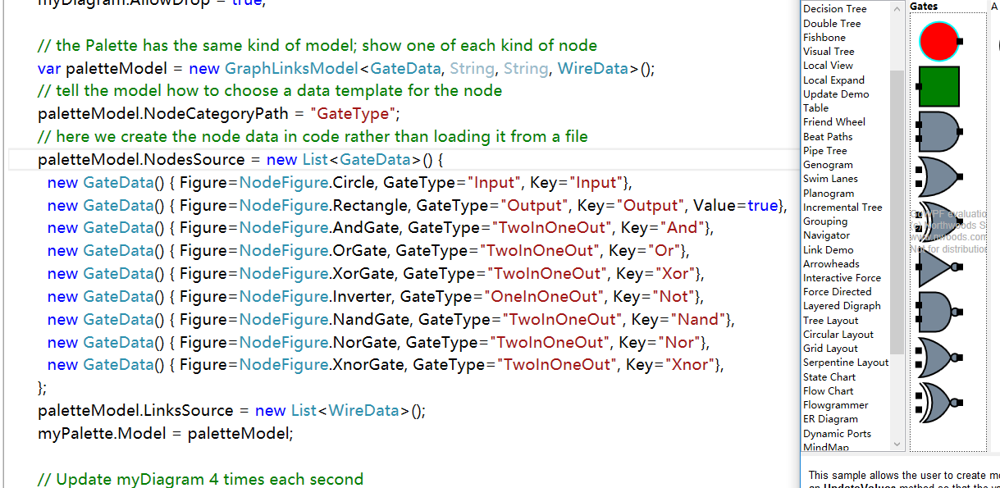 myDiagram.AllowDrop = true;
// the Palette has the same kind of model; show one of each kind of node
var paletteModel = new GraphLinksModel<GateData, String, String, WireData>();
// tell the model how to choose a data template for the node
paletteModel.NodeCategoryPath = "GateType";
// here we create the node data in code rather than loading it from a file
paletteModel.NodesSource = new List<GateData>() {
new GateData() { Figure=NodeFigure.Circle, GateType="Input", Key="Input"},
new GateData() { Figure=NodeFigure.Rectangle, GateType="Output", Key="Output", Value=true},
new GateData() { Figure=NodeFigure.AndGate, GateType="TwoInOneOut", Key="And"},
new GateData() { Figure=NodeFigure.OrGate, GateType="TwoInOneOut", Key="Or"},
new GateData() { Figure=NodeFigure.XorGate, GateType="TwoInOneOut", Key="Xor"},
new GateData() { Figure=NodeFigure.Inverter, GateType="OneInOneOut", Key="Not"},
new GateData() { Figure=NodeFigure.NandGate, GateType="TwoInOneOut", Key="Nand"},
new GateData() { Figure=NodeFigure.NorGate, GateType="TwoInOneOut", Key="Nor"},
new GateData() { Figure=NodeFigure.XnorGate, GateType="TwoInOneOut", Key="Xnor"},
};
paletteModel.LinksSource = new List<WireData>();
myPalette.Model = paletteModel;
// Update myDiagram 4 times each second
Decision Tree
Double Tree
Fishbone
Visual Tree
Local View
Local Expand
Update Demo
Table
Friend Wheel
Beat Paths
Pipe Tree
Genogram
Swim Lanes
Planogram
Incremental Tree
Grouping
Navigator
Link Demo
Arrowheads
Interactive Force
Force Directed
Layered Digraph
Tree Layout
Circular Layout
Grid Layout
Serpentine Layout
State Chart
Flow Chart
Flowgrammer
ER Diagram
Dynamic Ports
MindMap
Gates
A
evaluatio
Northwoods S
Not for distribution
This sample allows the user to create m
an UpdateValues method so that the v